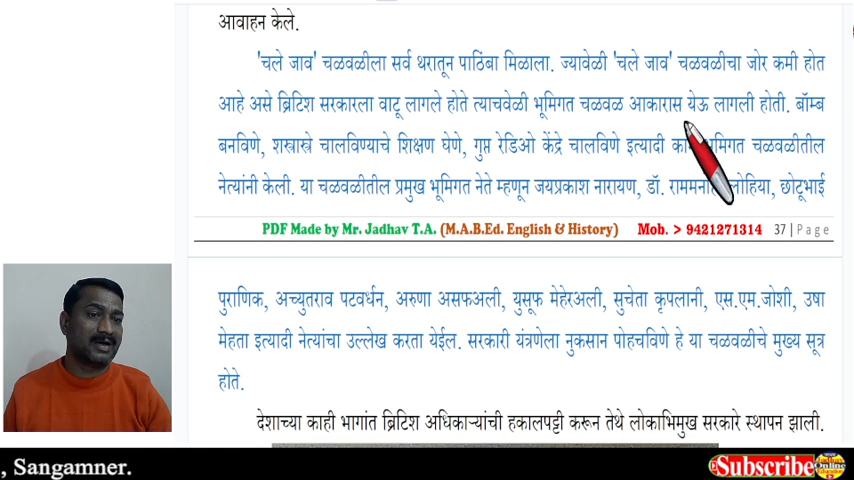 आवाहन केले.
'चले जाव' चळवळीला सर्व थरातून पाठिंबा मिळाला. ज्यावेळी 'चले जाव' चळवळीचा जोर कमी होत
आहे असे ब्रिटिश सरकारला वाटू लागले होते त्याचवेळी भूमिगत चळवळ आकारास येऊ लागली होती. बॉम्ब
बनविणे, शस्त्रास्त्रे चालविण्याचे शिक्षण घेणे, गुप्त रेडिओ केंद्रे चालविणे इत्यादी चळवळीतील
नेत्यांनी केली. या चळवळीतील प्रमुख भूमिगत नेते म्हणून जयप्रकाश नारायण, डॉ. छोटूभाई
PDF Made by Mr. Jadhav T.A. (M.A.B.Ed. English & History) Mob. > 9421271314 37 | Page
पुराणिक, अच्युतराव पटवर्धन, अरुणा असफअली, युसूफ मेहेरअली, सुचेता कृपलानी, एस.एम.जोशी, उषा
मेहता इत्यादी नेत्यांचा उल्लेख करता येईल. सरकारी यंत्रणेला नुकसान पोहचविणे हे या चळवळीचे मुख्य सूत्र
होते.
देशाच्या काही भागांत ब्रिटिश अधिकाऱ्यांची हकालपट्टी करून तेथे लोकाभिमुख सरकारे स्थापन झाली.
, Sangamner.
Subscribe
Online